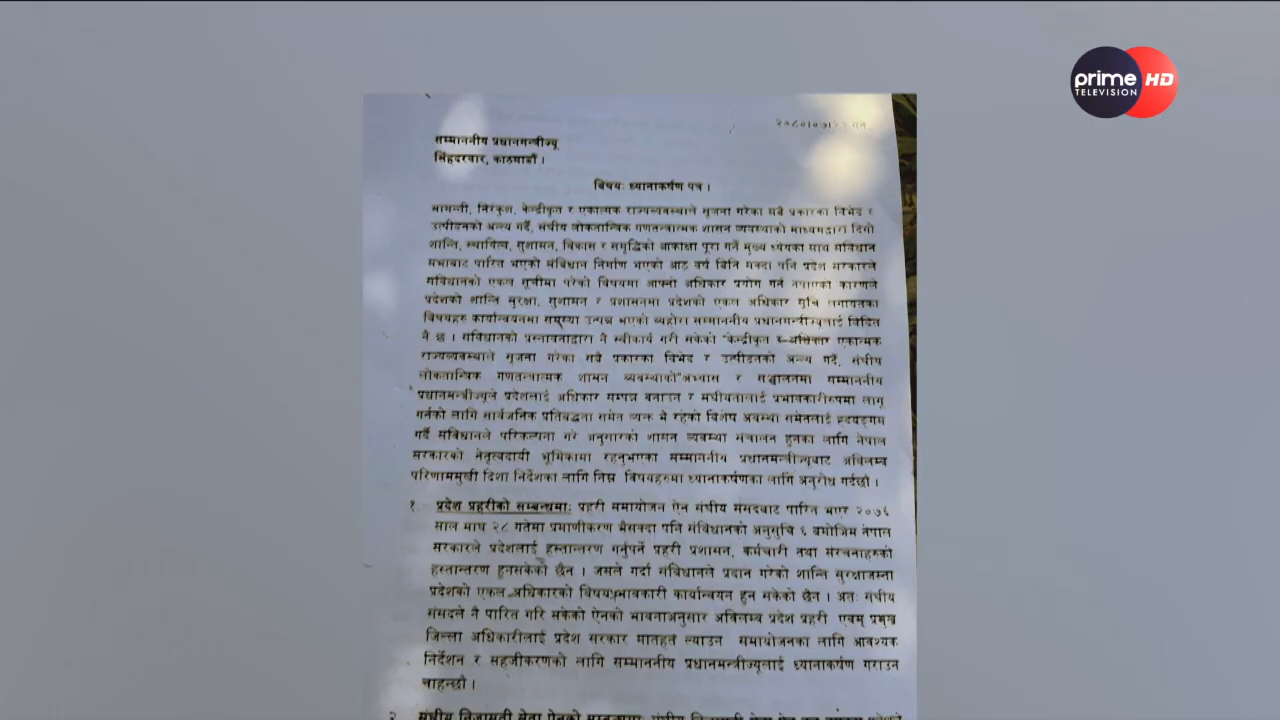 prime HD
TELEVISION
सम्माननीय प्रधानमन्त्रीज्यू
सिंहदरवार, काठमाडौं ।
विषयः ध्यानाकर्षण पत्र ।
सामन्ती, निरंकुश, केन्द्रीकृत र एकात्मक राज्यव्यवस्थाले सृजना गरेका सबै प्रकारका विभेद र
उत्पीडनको अन्त्य गर्दै, संघीय लोकतान्त्रिक गणतन्त्रात्मक शासन व्यवस्थाको माध्यमद्वारा दिगो
शान्ति, स्थायित्व, सुशासन, विकास र समृद्धिको आकांक्षा पूरा गर्ने मुख्य ध्येयका साथ संविधान
सभाबाट पारित भएको संविधान निर्माण भएको आठ वर्ष बिति सक्दा पनि प्रदेश सरकारले
संविधानको एकल सूचीमा परेको विषयमा आफ्नो अधिकार प्रयोग गर्न नपाएको कारणले
प्रदेशको शान्ति सुरक्षा, सुशासन र प्रशासनमा प्रदेशको एकल अधिकार सुचि लगायतका
विषयहरु कार्यान्वयनमा समस्या उत्पन्न भएको व्यहोरा सम्माननीय प्रधानमन्त्रीज्यूलाई विदित
नै छ । संविधानको प्रस्तावनाद्वारा नै स्वीकार्य गरी सकेको "केन्द्रीकृत र एकात्मक
राज्यव्यवस्थाले सृजना गरेका सबै प्रकारका विभेद र उत्पीडनको अन्त्य गर्दै, संघीय
लोकतान्त्रिक गणतन्त्रात्मक शासन व्यवस्थाको"अभ्यास र सञ्चालनमा सम्माननीय
प्रधानमन्त्रीज्यूले प्रदेशलाई अधिकार सम्पन्न बनाउन र संघीयतालाई प्रभावकारीरुपमा लागू
गर्नको लागि सार्वजनिक प्रतिबद्धता समेत व्यक्त भै रहेको विशेष अवस्था समेतलाई हृदयङ्गम
गर्दै संविधानले परिकल्पना गरे अनुसारको शासन व्यवस्था संचालन हुनका लागि नेपाल
सरकारको नेतृत्वदायी भूमिकामा रहनुभएका सम्माननीय प्रधानमन्त्रीज्यूबाट अविलम्ब
परिणाममुखी दिशा निर्देशका लागि निम्न विषयहरुमा ध्यानाकर्षणका लागि अनुरोध गर्दछौं ।
१. प्रदेश प्रहरीको सम्बन्धमाः प्रहरी समायोजन ऐन संघीय संसदबाट पारित भएर २०७६
साल माघ २८ गतेमा प्रमाणीकरण भैसक्दा पनि संविधानको अनुसुचि ६ बमोजिम नेपाल
सरकारले प्रदेशलाई हस्तान्तरण गर्नुपर्ने प्रहरी प्रशासन, कर्मचारी तथा संरचनाहरुको
हस्तान्तरण हुनसकेको छैन । जसले गर्दा संविधानले प्रदान गरेको शान्ति सुरक्षाजस्ता
प्रदेशको एकल अधिकारको विषय कार्यान्वयन हुन सकेको छैन । अतः संघीय
संसदले नै पारित गरि सकेको ऐनको भावनाअनुसार अविलम्ब प्रदेश प्रहरी एवम् प्रमुख
जिल्ला अधिकारीलाई प्रदेश सरकार मातहत ल्याउन समायोजनका लागि आवश्यक
निर्देशन र सहजीकरणको लागि सम्माननीय प्रधानमन्त्रीज्यूलाई ध्यानाकर्षण गराउन
चाहन्छौं ।
२. संघीय निजामती सेवा ऐनको सम्बन्धमाः